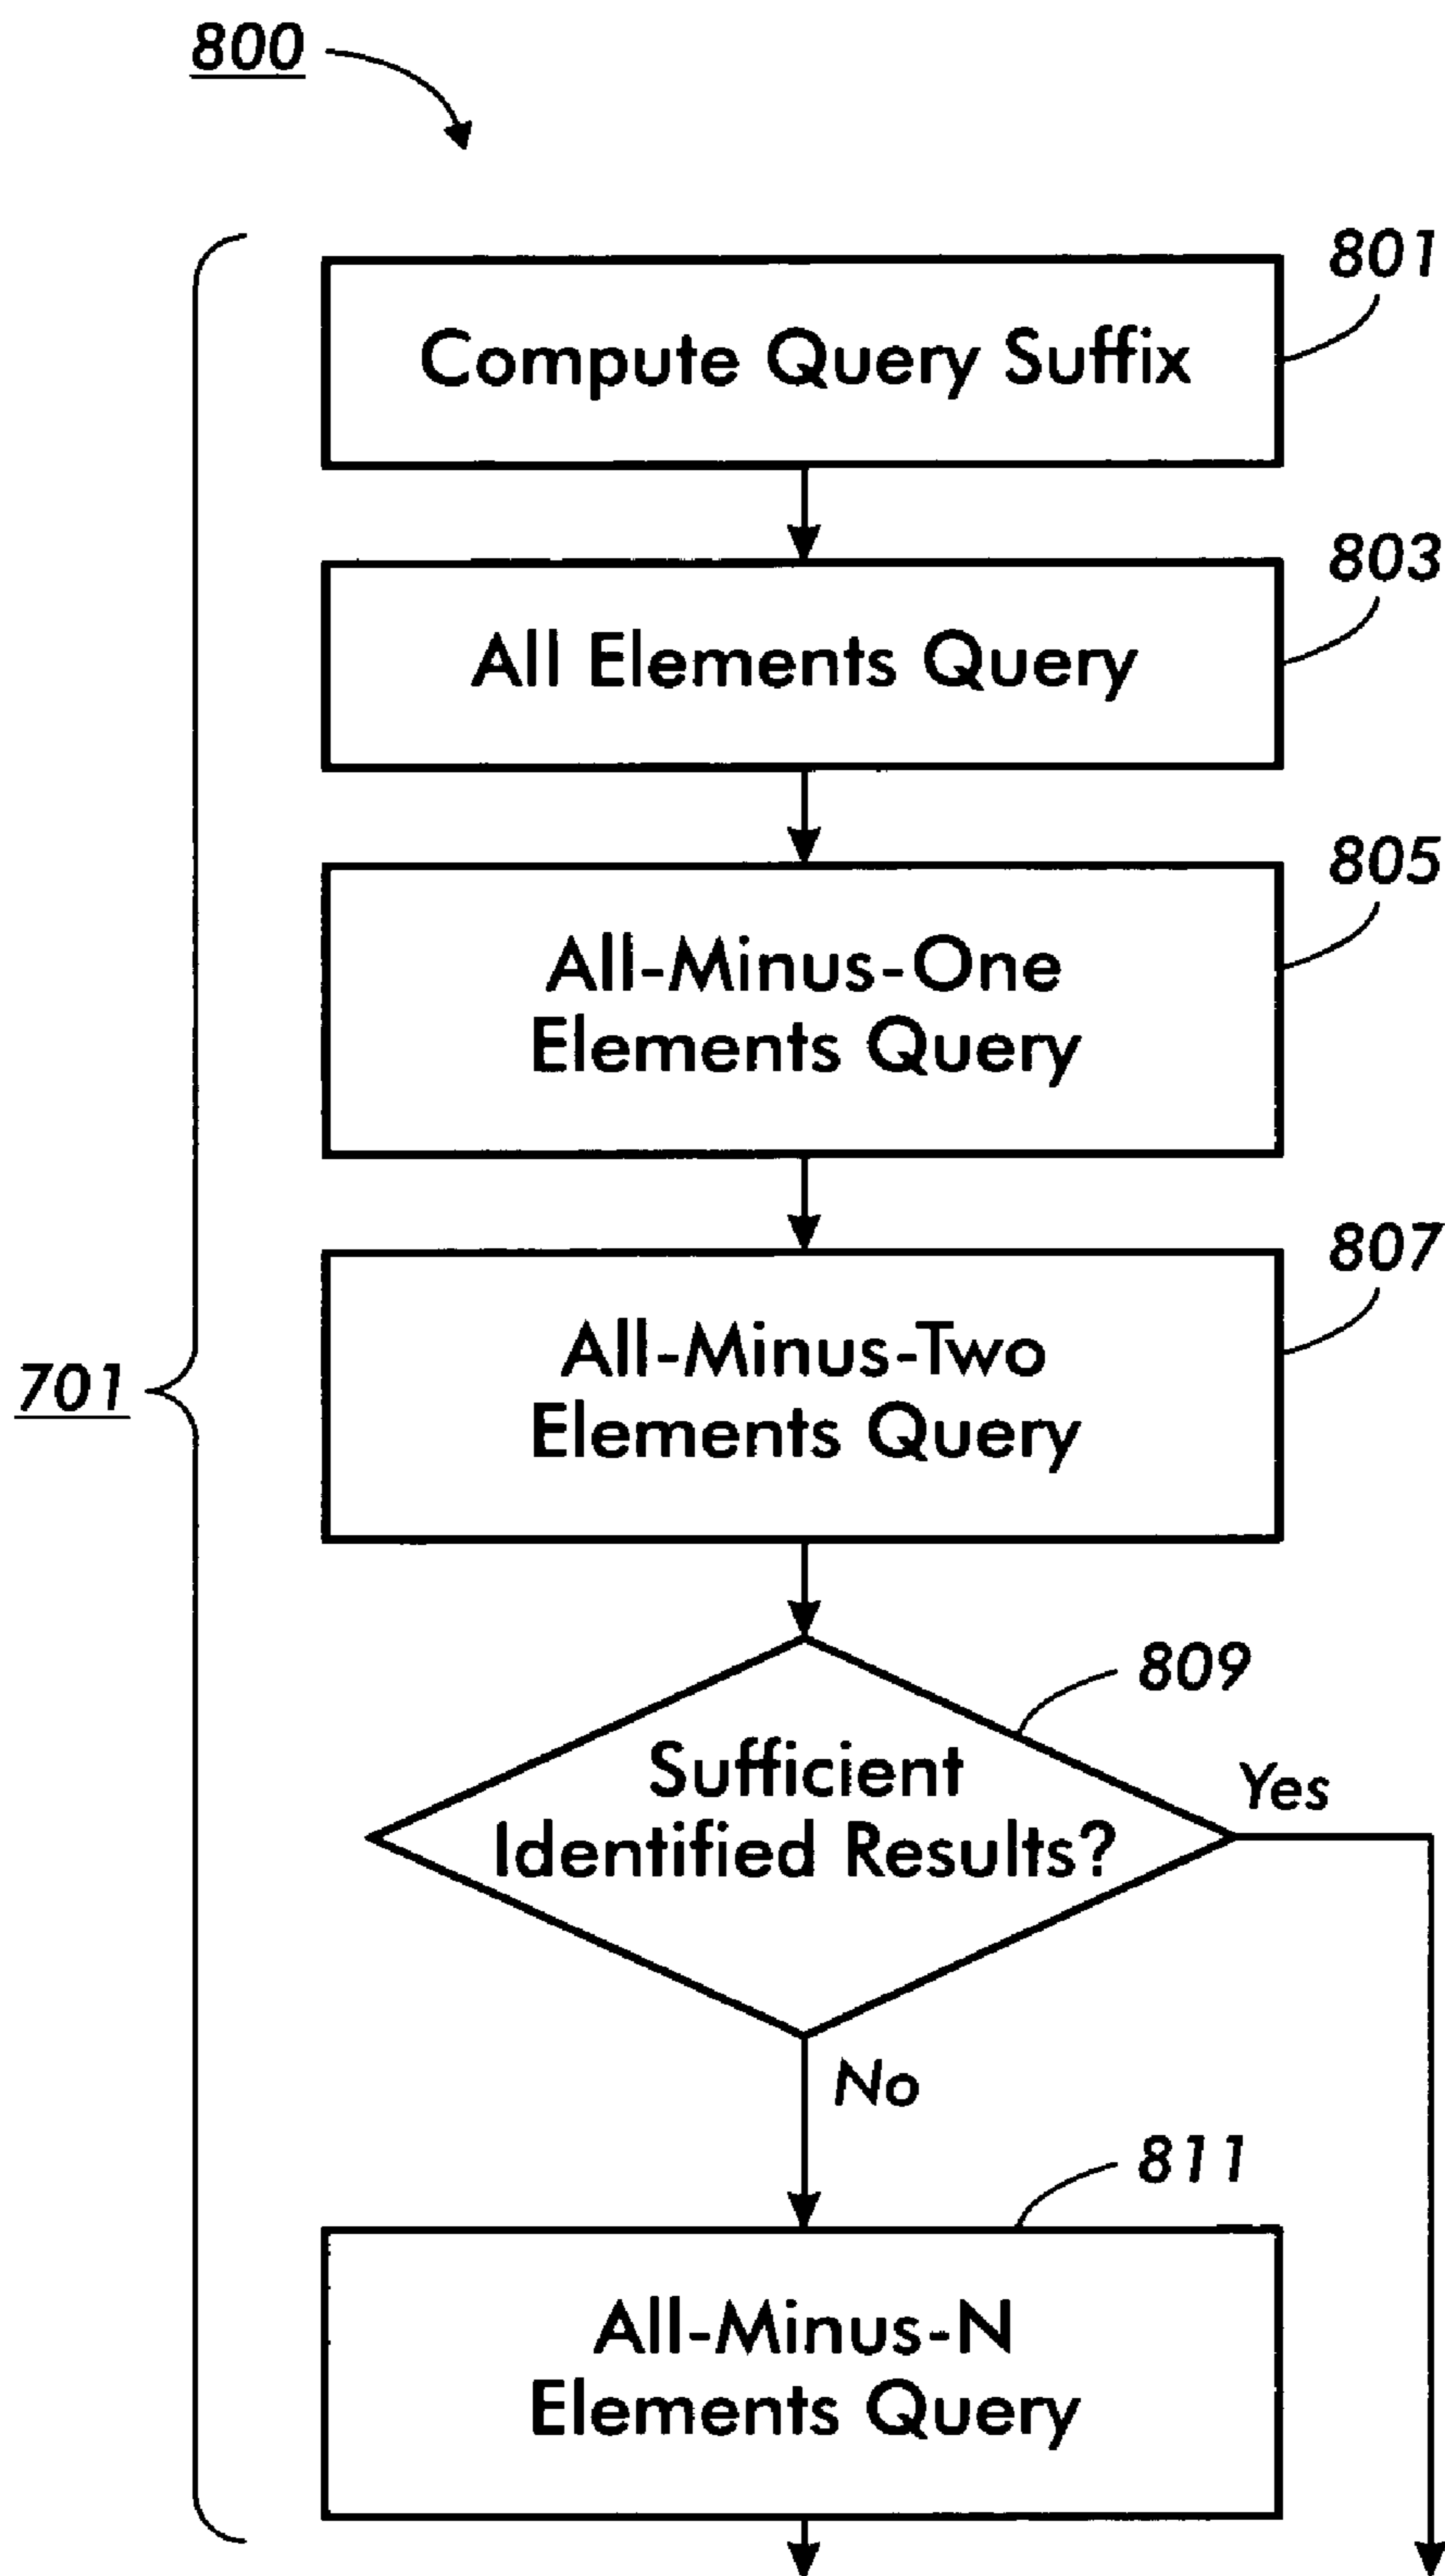 800
801
Compute Query Suffix
803
All Elements Query
805
All-Minus-One
Elements Query
807
All-Minus-Two
Elements Query
701
809
Sufficient
Identified Results?
Yes
No
811
All-Minus-N
Elements Query